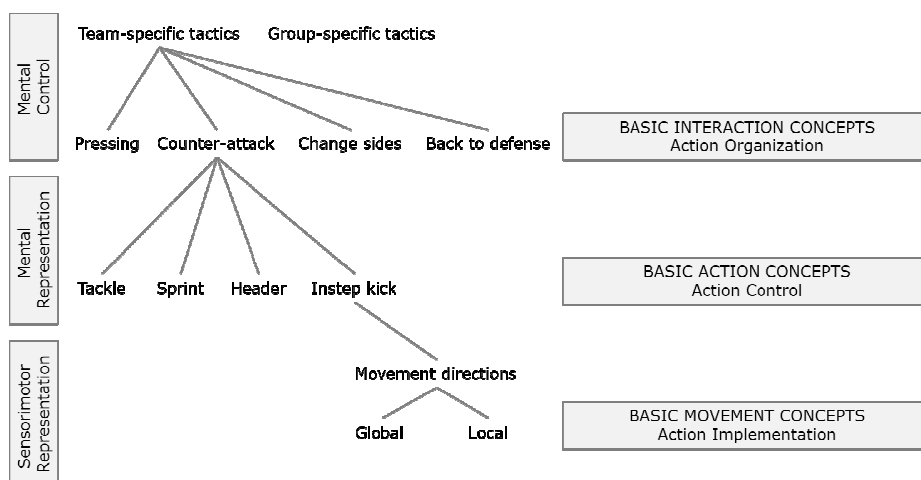 Mental
Control
Team-specific tactics
Group-specific tactics
Pressing
Counter-attack
Change sides
Back to defense
BASIC INTERACTION CONCEPTS
Action Organization
Mental
Representation
Tackle
Sprint
Header
Instep kick
BASIC ACTION CONCEPTS
Action Control
Sensorimotor
Representation
Movement directions
Global
Local
BASIC MOVEMENT CONCEPTS
Action Implementation